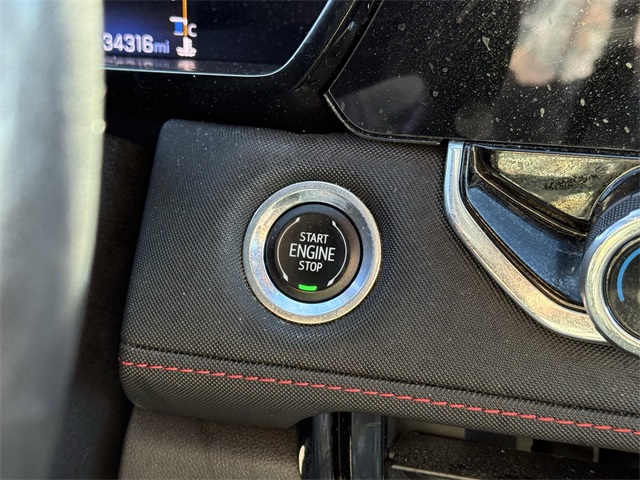 34316mi
C
START
ENGINE
STOP